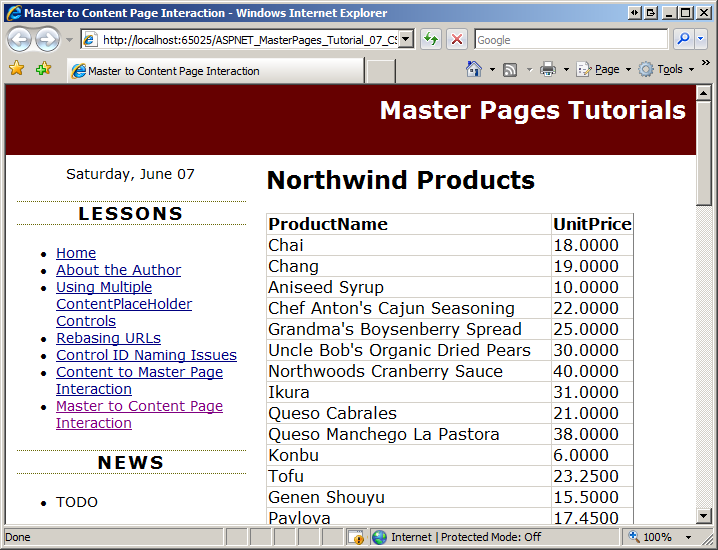 Master to Content Page Interaction - Windows Internet Explorer
http://localhost:65025/ASPNET_MasterPages_Tutorial_07_CS
Google
Master to Content Page Interaction
Page
Tools
Master Pages Tutorials
Saturday, June 07
LESSONS
Home
About the Author
Using Multiple
ContentPlaceHolder
Controls
Rebasing URLs
Control ID Naming Issues
Content to Master Page
Interaction
Master to Content Page
Interaction
NEWS
TODO
Northwind Products
ProductName UnitPrice
Chai 18.0000
Chang 19.0000
Aniseed Syrup 10.0000
Chef Anton's Cajun Seasoning 22.0000
Grandma's Boysenberry Spread 25.0000
Uncle Bob's Organic Dried Pears 30.0000
Northwoods Cranberry Sauce 40.0000
Ikura 31.0000
Queso Cabrales 21.0000
Queso Manchego La Pastora 38.0000
Konbu 6.0000
Tofu 23.2500
Genen Shouyu 15.5000
Pavlova 17.4500
Done
Internet | Protected Mode: Off
100%